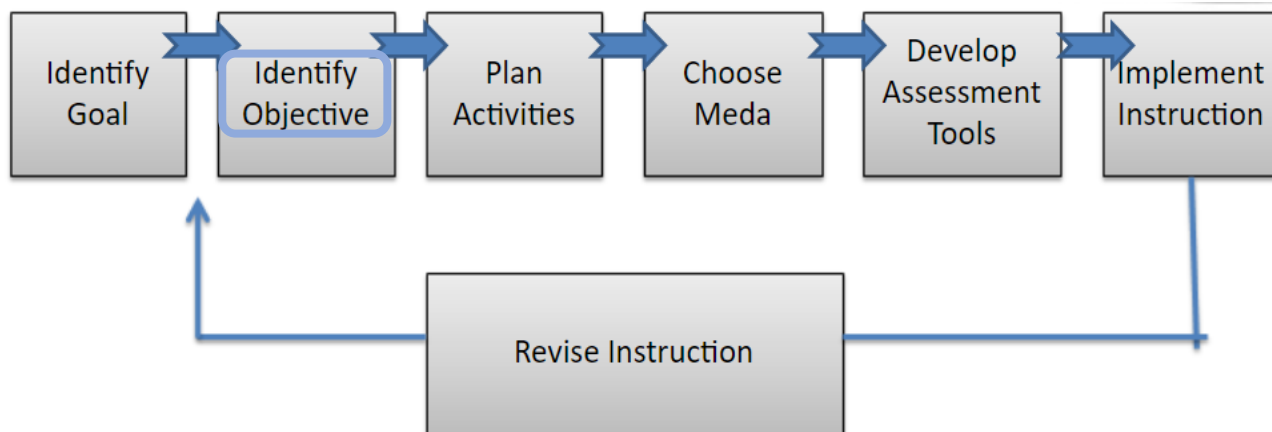 Identify
Goal
Identify
Objective
Plan
Activities
Choose
Meda
Develop
Assessment
Tools
Implement
Instruction
Revise Instruction